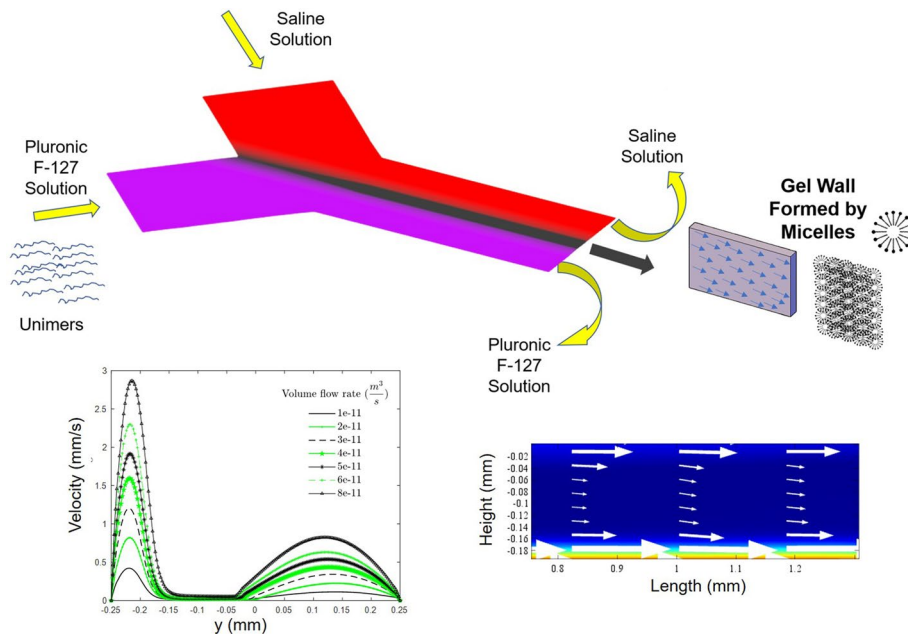 Saline
Solution
Pluronic
F-127
Solution
Unimers
Saline
Solution
Gel Wall
Formed by
Micelles
Pluronic
F-127
Solution
Velocity (mm/s)
3
2.5
2
1.5
1
0.5
0
-0.25
-0.2
-0.15
-0.1
-0.05
0
0.05
0.1
0.15
0.2
0.25
y (mm)
Volume flow rate (m³/s)
1e-11
2e-11
3e-11
4e-11
5e-11
6e-11
8e-11
Height (mm)
-0.02
-0.04
-0.06
-0.08
-0.1
-0.12
-0.14
-0.16
-0.18
0.8
0.9
1.0
1.1
1.2
Length (mm)